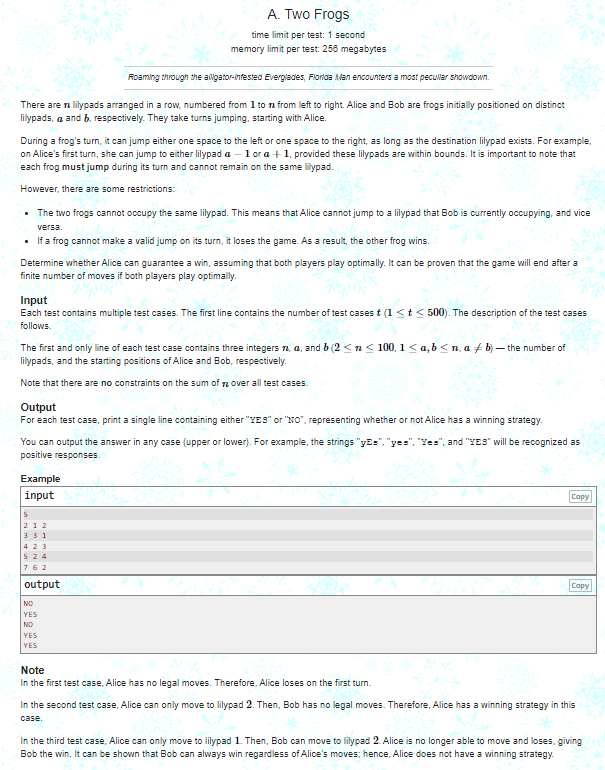 A. Two Frogs
time limit per test: 1 second
memory limit per test: 256 megabytes
Roaming through the alligator-infested Everglades, Florida Man encounters a most peculiar showdown.
There are n lilypads arranged in a row, numbered from 1 to n from left to right. Alice and Bob are frogs initially positioned on distinct
lilypads, a and b, respectively. They take turns jumping, starting with Alice.
During a frog's turn, it can jump either one space to the left or one space to the right, as long as the destination lilypad exists. For example,
on Alice's first turn, she can jump to either lilypad a − 1 or a + 1, provided these lilypads are within bounds. It is important to note that
each frog must jump during its turn and cannot remain on the same lilypad.
However, there are some restrictions:
• The two frogs cannot occupy the same lilypad. This means that Alice cannot jump to a lilypad that Bob is currently occupying, and vice
versa.
• If a frog cannot make a valid jump on its turn, it loses the game. As a result, the other frog wins.
Determine whether Alice can guarantee a win, assuming that both players play optimally. It can be proven that the game will end after a
finite number of moves if both players play optimally.
Input
Each test contains multiple test cases. The first line contains the number of test cases t (1 ≤ t ≤ 500). The description of the test cases
follows.
The first and only line of each test case contains three integers n, a, and b (2 ≤ n ≤ 100, 1 ≤ a, b ≤ n, a ≠ b) — the number of
lilypads, and the starting positions of Alice and Bob, respectively.
Note that there are no constraints on the sum of n over all test cases.
Output
For each test case, print a single line containing either "YES" or "NO", representing whether or not Alice has a winning strategy.
You can output the answer in any case (upper or lower). For example, the strings "yEs", "yes", "Yes", and "YES" will be recognized as
positive responses.
Example
input
Copy
5
2 1 2
3 3 1
4 2 3
5 2 4
7 6 2
output
Copy
NO
YES
NO
YES
YES
Note
In the first test case, Alice has no legal moves. Therefore, Alice loses on the first turn.
In the second test case, Alice can only move to lilypad 2. Then, Bob has no legal moves. Therefore, Alice has a winning strategy in this
case.
In the third test case, Alice can only move to lilypad 1. Then, Bob can move to lilypad 2. Alice is no longer able to move and loses, giving
Bob the win. It can be shown that Bob can always win regardless of Alice's moves; hence, Alice does not have a winning strategy.